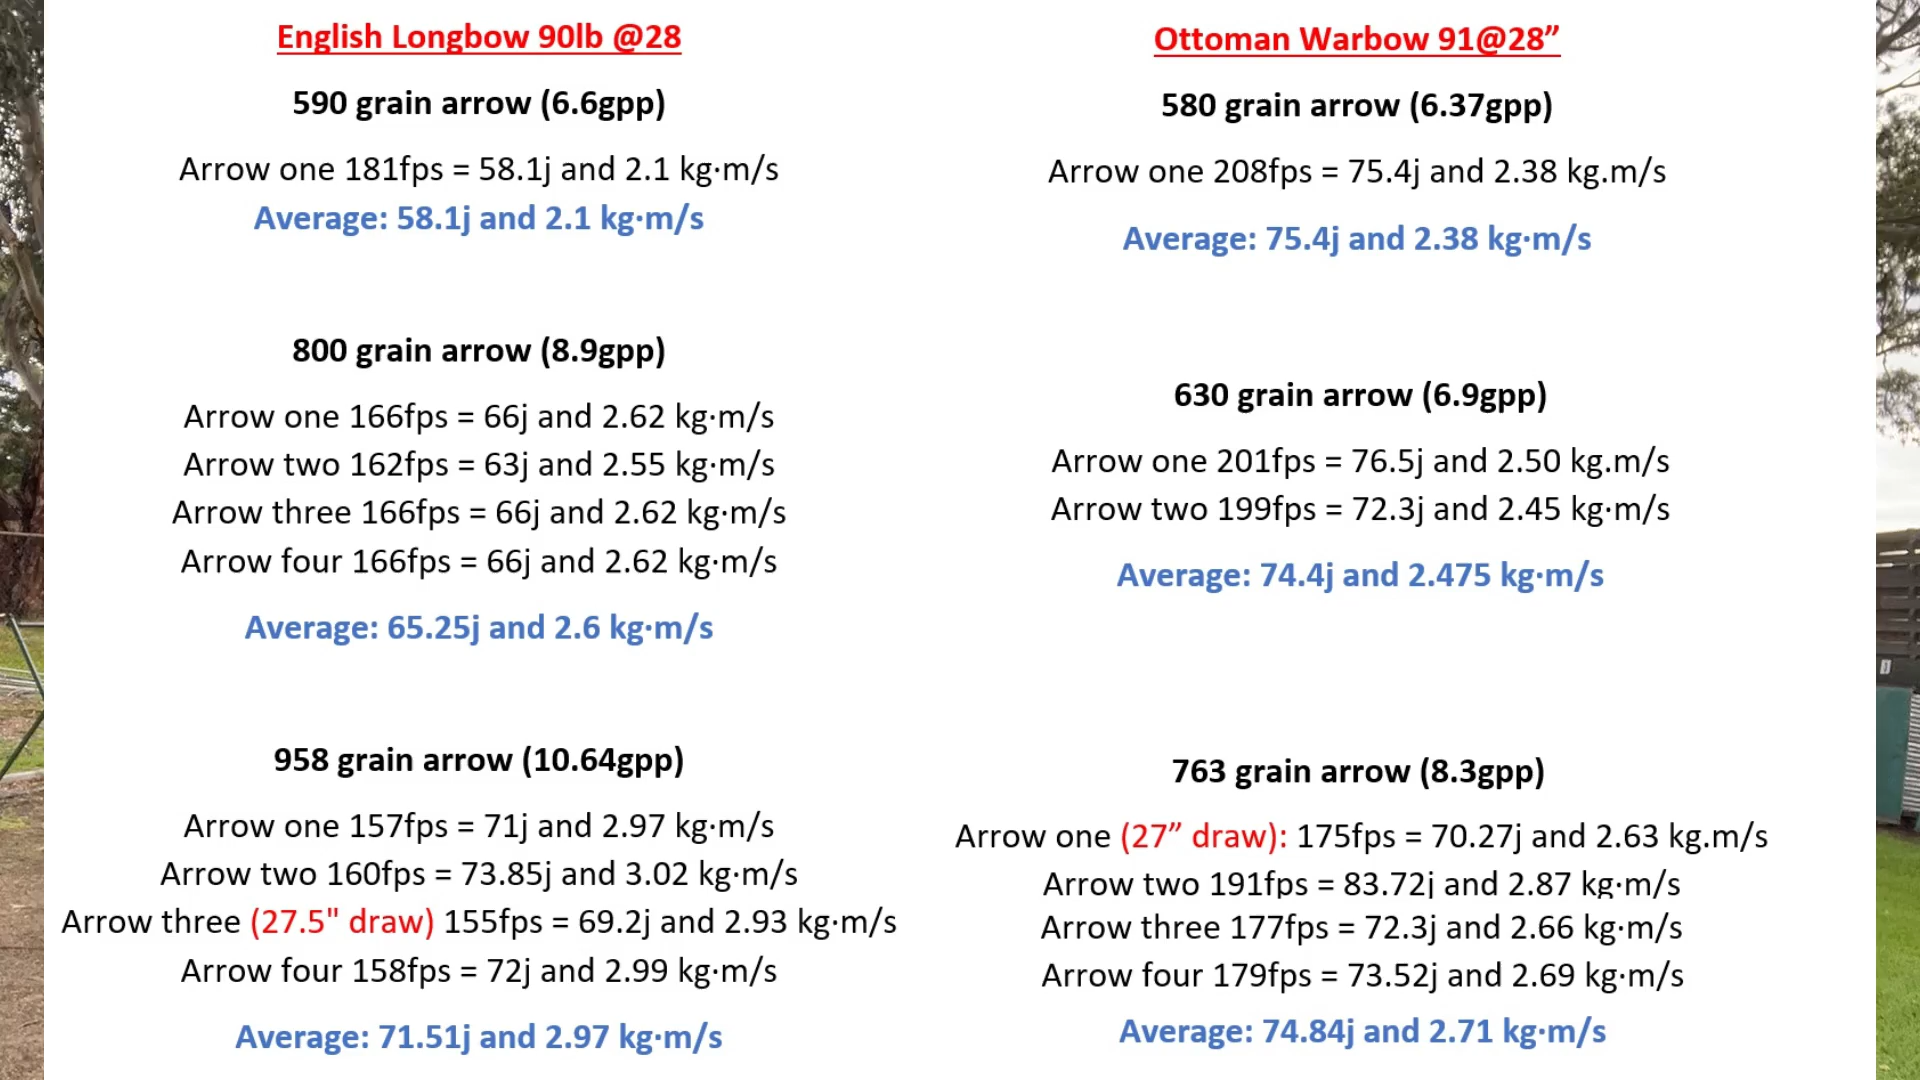 English Longbow 90lb @28
590 grain arrow (6.6gpp)
Arrow one 181fps = 58.1j and 2.1 kg·m/s
Average: 58.1j and 2.1 kg·m/s
800 grain arrow (8.9gpp)
Arrow one 166fps = 66j and 2.62 kg·m/s
Arrow two 162fps = 63j and 2.55 kg·m/s
Arrow three 166fps = 66j and 2.62 kg·m/s
Arrow four 166fps = 66j and 2.62 kg·m/s
Average: 65.25j and 2.6 kg·m/s
958 grain arrow (10.64gpp)
Arrow one 157fps = 71j and 2.97 kg·m/s
Arrow two 160fps = 73.85j and 3.02 kg·m/s
Arrow three (27.5" draw) 155fps = 69.2j and 2.93 kg·m/s
Arrow four 158fps = 72j and 2.99 kg·m/s
Average: 71.51j and 2.97 kg·m/s
Ottoman Warbow 91@28”
580 grain arrow (6.37gpp)
Arrow one 208fps = 75.4j and 2.38 kg.m/s
Average: 75.4j and 2.38 kg·m/s
630 grain arrow (6.9gpp)
Arrow one 201fps = 76.5j and 2.50 kg.m/s
Arrow two 199fps = 72.3j and 2.45 kg·m/s
Average: 74.4j and 2.475 kg·m/s
763 grain arrow (8.3gpp)
Arrow one (27” draw): 175fps = 70.27j and 2.63 kg.m/s
Arrow two 191fps = 83.72j and 2.87 kg·m/s
Arrow three 177fps = 72.3j and 2.66 kg·m/s
Arrow four 179fps = 73.52j and 2.69 kg·m/s
Average: 74.84j and 2.71 kg·m/s